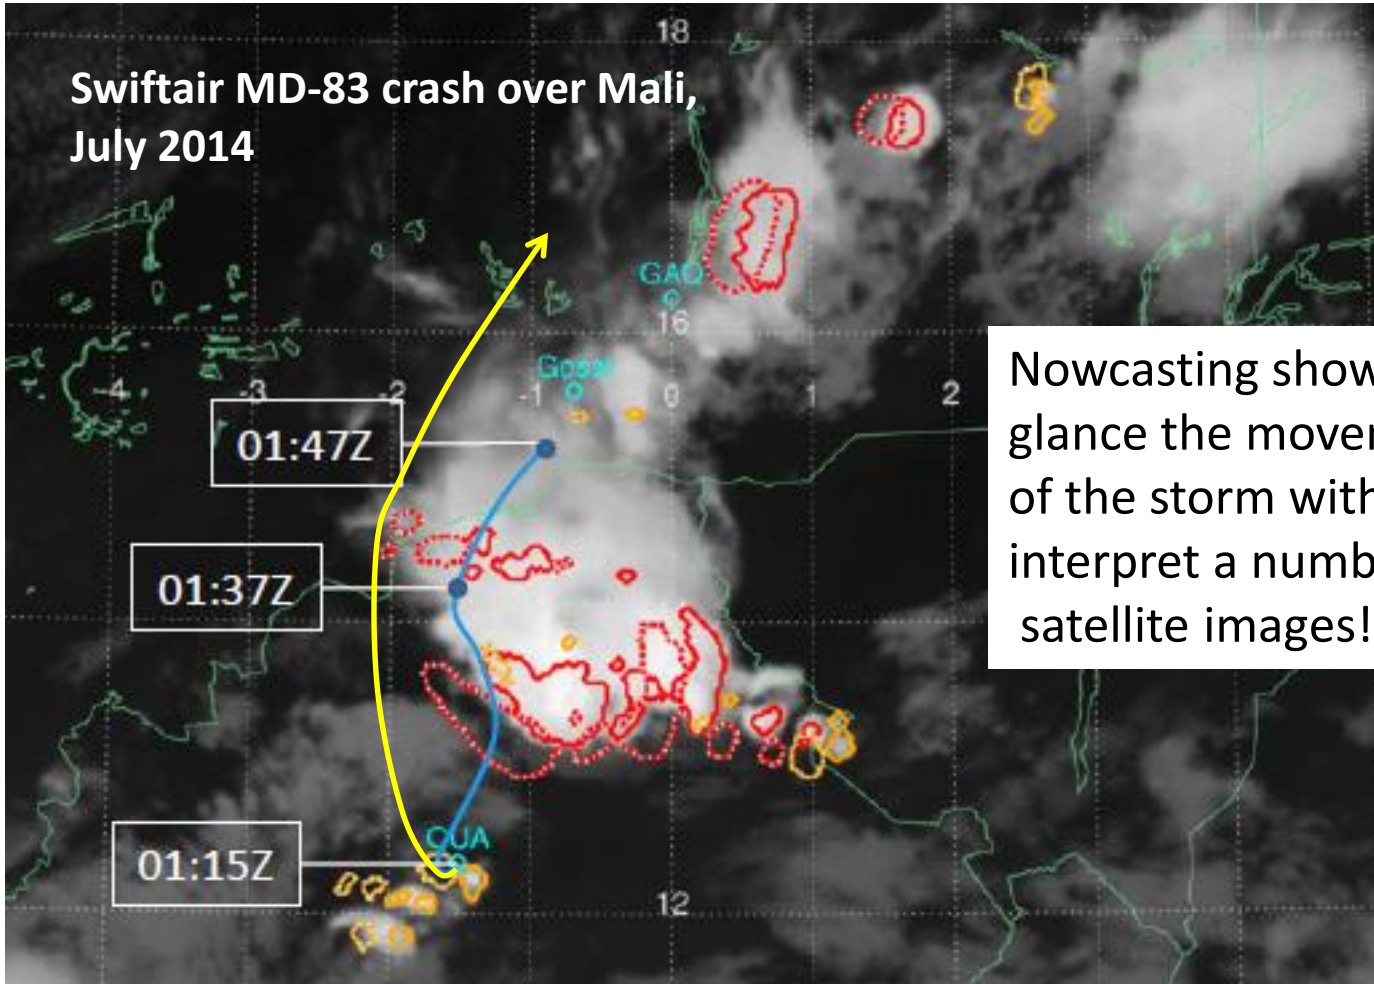 18
Swiftair MD-83 crash over Mali,
July 2014
GAO
16
Gossi
-4
-3
-2
-1
0
2
Nowcasting show
glance the mover
of the storm with
interpret a numb
satellite images!
01:47Z
01:37Z
OUA
01:15Z
12